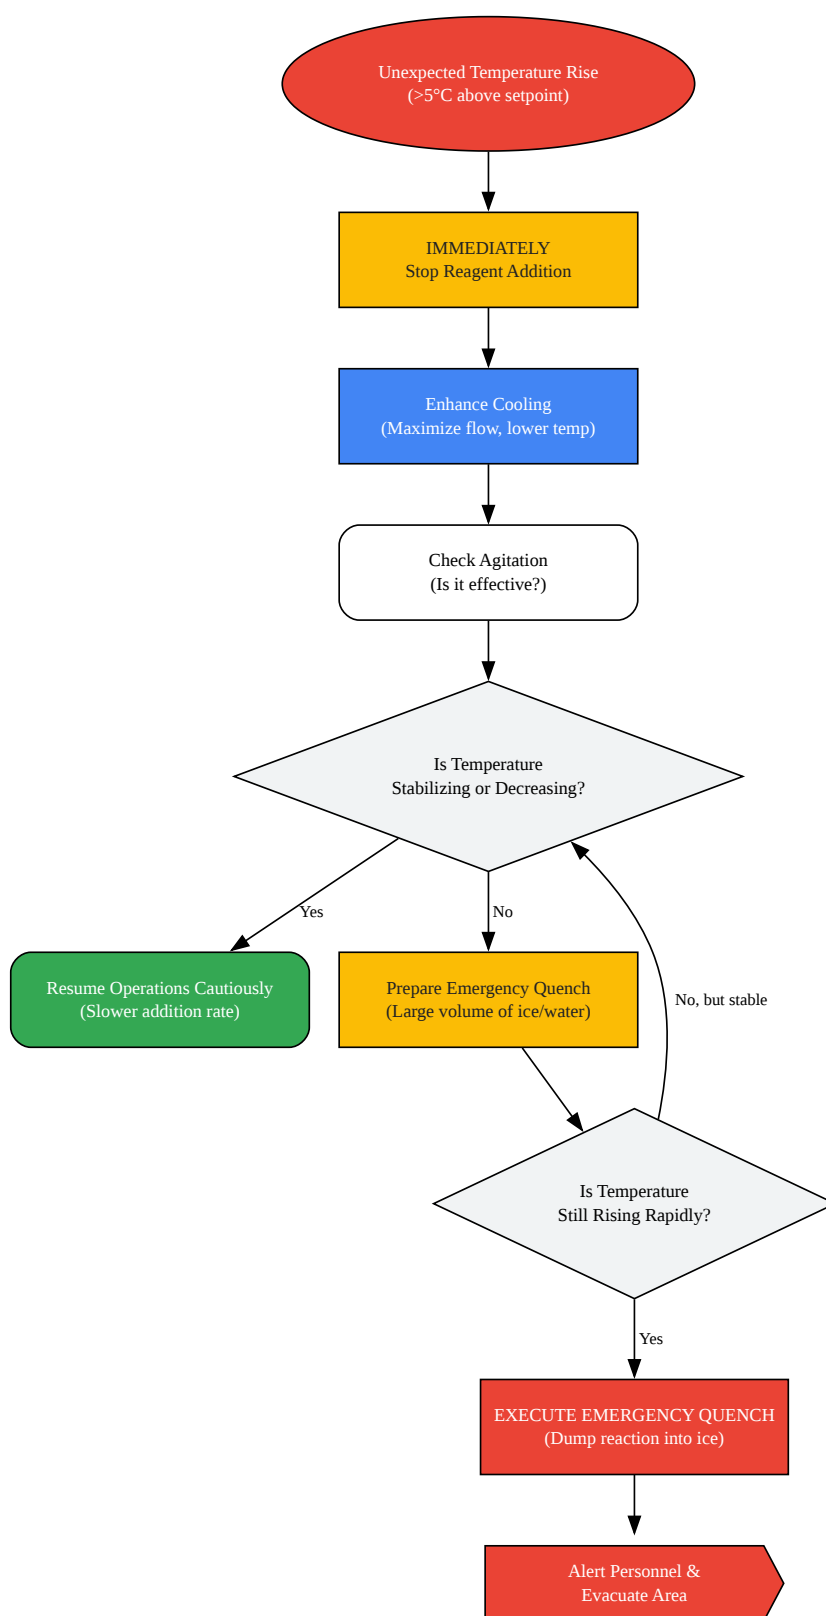 Unexpected Temperature Rise
(>5°C above setpoint)
IMMEDIATELY
Stop Reagent Addition
Enhance Cooling
(Maximize flow, lower temp)
Check Agitation
(Is it effective?)
Is Temperature
Stabilizing or Decreasing?
Yes
No
Resume Operations Cautiously
(Slower addition rate)
Prepare Emergency Quench
(Large volume of ice/water)
No, but stable
Is Temperature
Still Rising Rapidly?
Yes
EXECUTE EMERGENCY QUENCH
(Dump reaction into ice)
Alert Personnel &
Evacuate Area